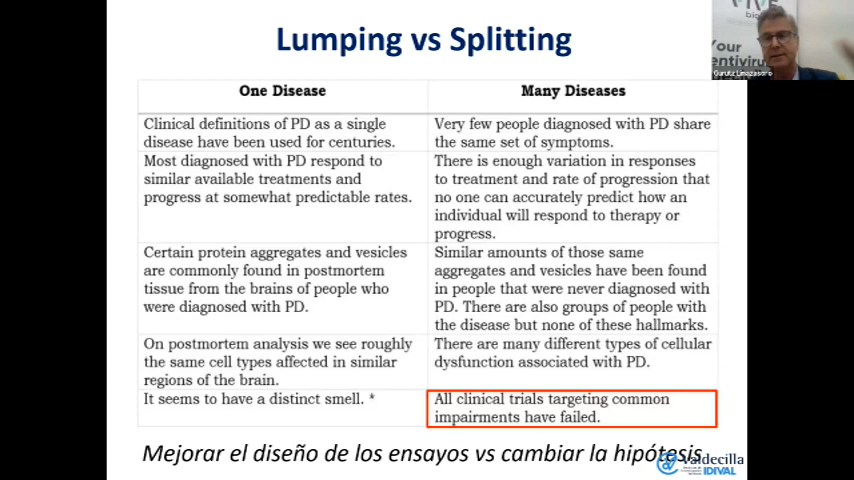 Lumping vs Splitting
One Disease
Many Diseases
Clinical definitions of PD as a single
disease have been used for centuries.
Very few people diagnosed with PD share
the same set of symptoms.
Most diagnosed with PD respond to
similar available treatments and
progress at somewhat predictable rates.
There is enough variation in responses
to treatment and rate of progression that
no one can accurately predict how an
individual will respond to therapy or
progress.
Certain protein aggregates and vesicles
are commonly found in postmortem
tissue from the brains of people who
were diagnosed with PD.
Similar amounts of those same
aggregates and vesicles have been found
in people that were never diagnosed with
PD. There are also groups of people with
the disease but none of these hallmarks.
On postmortem analysis we see roughly
the same cell types affected in similar
regions of the brain.
There are many different types of cellular
dysfunction associated with PD.
It seems to have a distinct smell. *
All clinical trials targeting common
impairments have failed.
Mejorar el diseño de los ensayos vs cambiar la hipótesis
Valdecilla
IDIVAL
Your
Gurutz Linazasoro